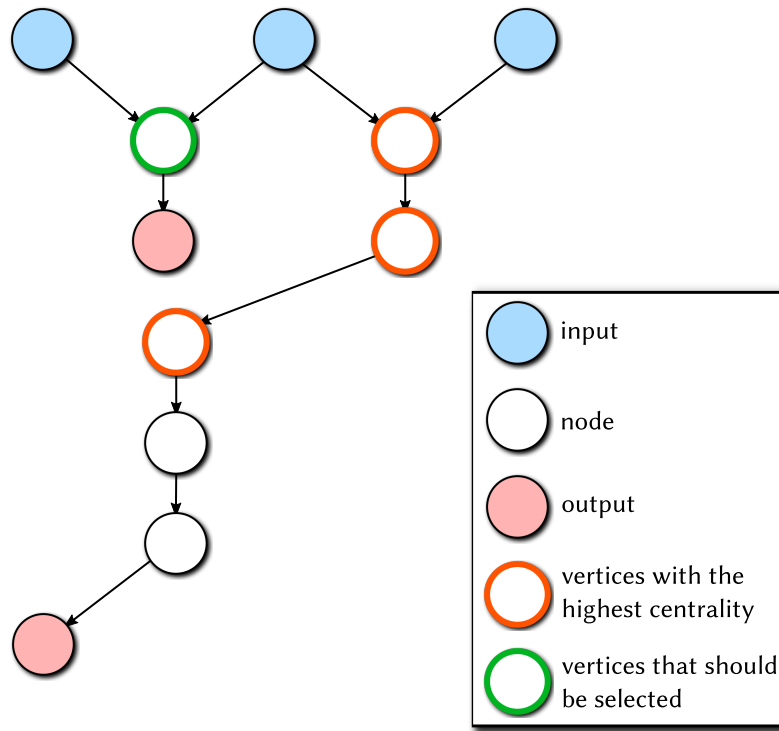 input
node
output
vertices with the
highest centrality
vertices that should
be selected